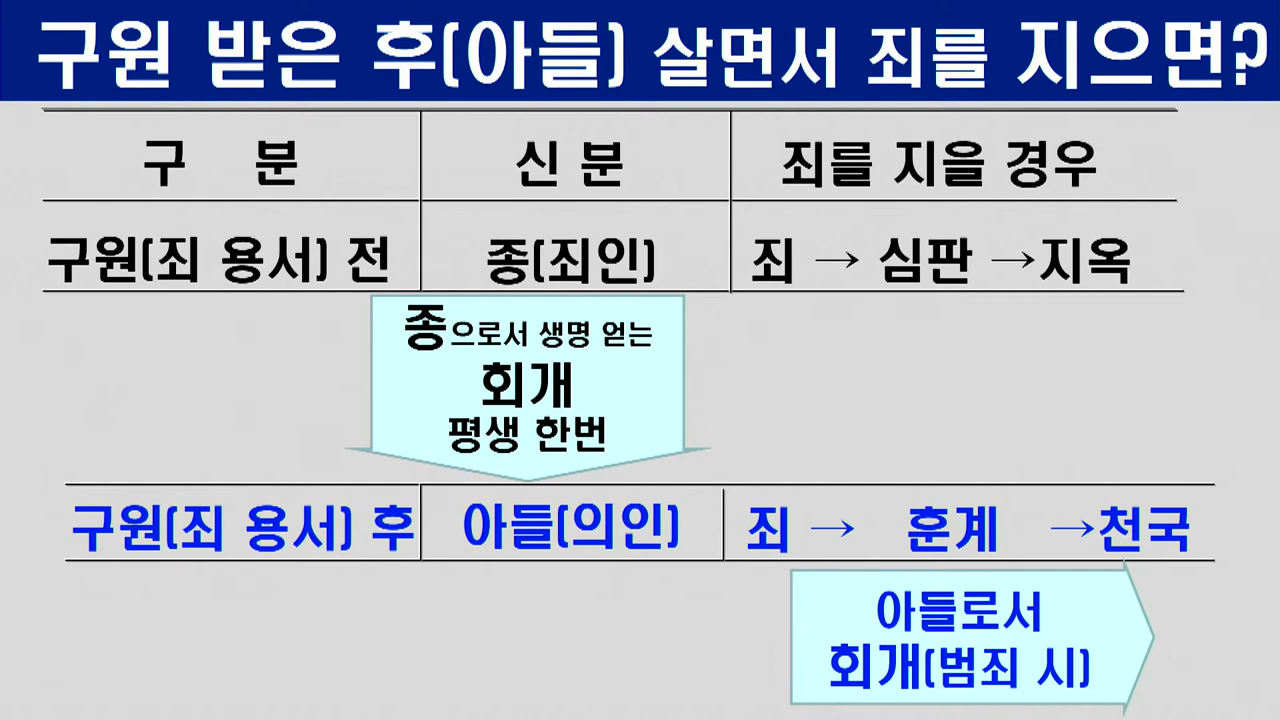 구원 받은 후(아들) 살면서 죄를 지으면?
구 분 신 분 죄를 지을 경우
구원(죄 용서) 전 종(죄인) 죄 → 심판 →지옥
종으로서 생명 얻는
회개
평생 한번
구원(죄 용서) 후 아들(의인) 죄 → 훈계 →천국
아들로서
회개(범죄 시)